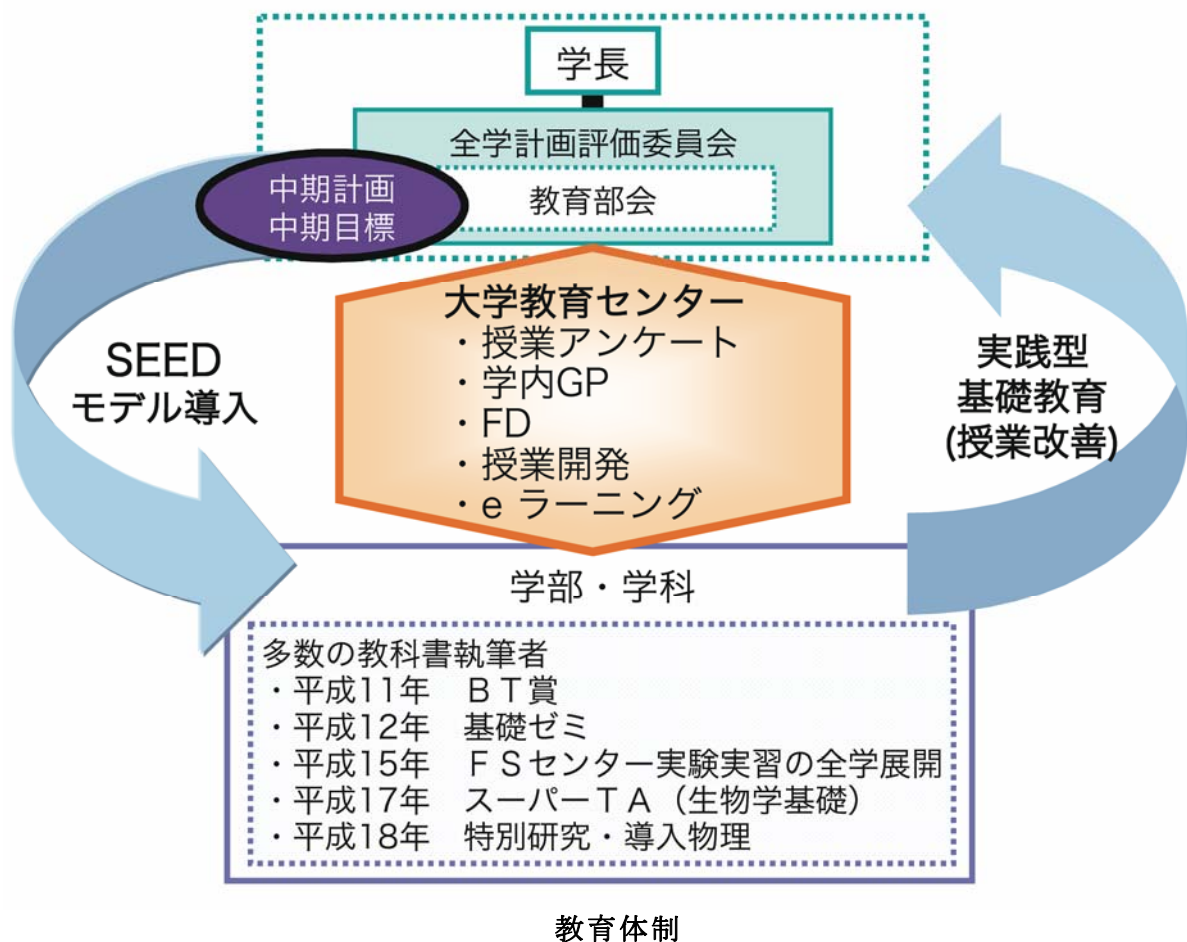 学長
全学計画評価委員会
教育部会
中期計画
中期目標
大学教育センター
・授業アンケート
・学内GP
・FD
・授業開発
・e ラーニング
SEED
モデル導入
実践型
基礎教育
(授業改善)
学部・学科
多数の教科書執筆者
・平成11年　ＢＴ賞
・平成12年　基礎ゼミ
・平成15年　ＦＳセンター実験実習の全学展開
・平成17年　スーパーＴＡ（生物学基礎）
・平成18年　特別研究・導入物理
教育体制